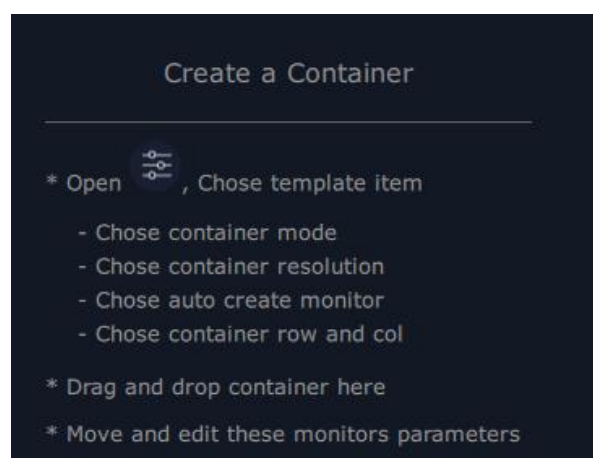 Create a Container
* Open , Chose template item
- Chose container mode
- Chose container resolution
- Chose auto create monitor
- Chose container row and col
* Drag and drop container here
* Move and edit these monitors parameters